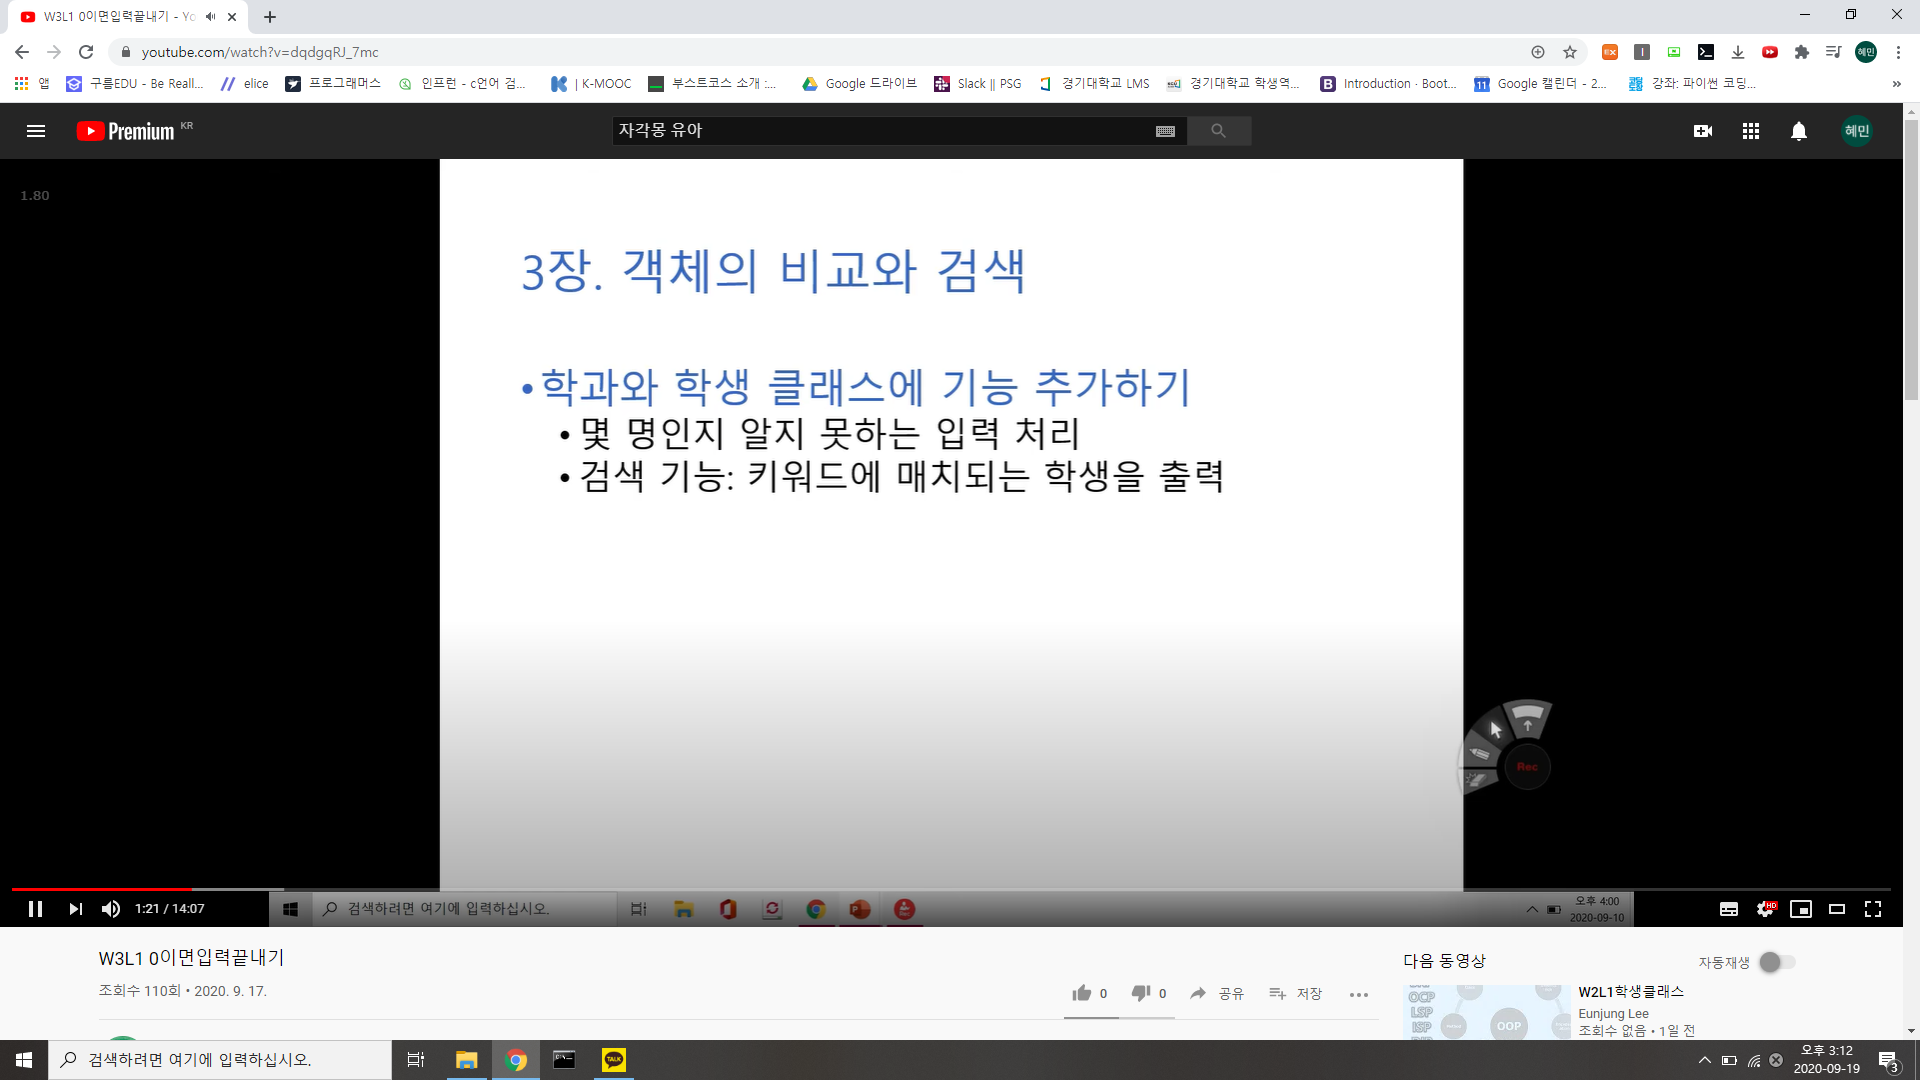 W3L1 0이면입력끝내기 - Yo
youtube.com/watch?v=dqdgqRJ_7mc
혜민
앱
구름EDU - Be Reall...
elice
프로그래머스
인프런 - c언어 검...
| K-MOOC
부스트코스 소개 :...
Google 드라이브
Slack || PSG
경기대학교 LMS
경기대학교 학생역...
Introduction · Boot...
Google 캘린더 - 2...
강좌: 파이썬 코딩...
»
Premium KR
자각몽 유아
혜민
1.80
3장. 객체의 비교와 검색
• 학과와 학생 클래스에 기능 추가하기
• 몇 명인지 알지 못하는 입력 처리
• 검색 기능: 키워드에 매치되는 학생을 출력
Rec
1:21 / 14:07
검색하려면 여기에 입력하십시오.
오후 4:00
2020-09-10
HD
W3L1 0이면입력끝내기
조회수 110회 • 2020. 9. 17.
0
0
공유
저장
다음 동영상
자동재생
OCP
LSP
ISP
OOP
W2L1학생클래스
Eunjung Lee
조회수 없음 • 1일 전
검색하려면 여기에 입력하십시오.
TALK
오후 3:12
2020-09-19
3